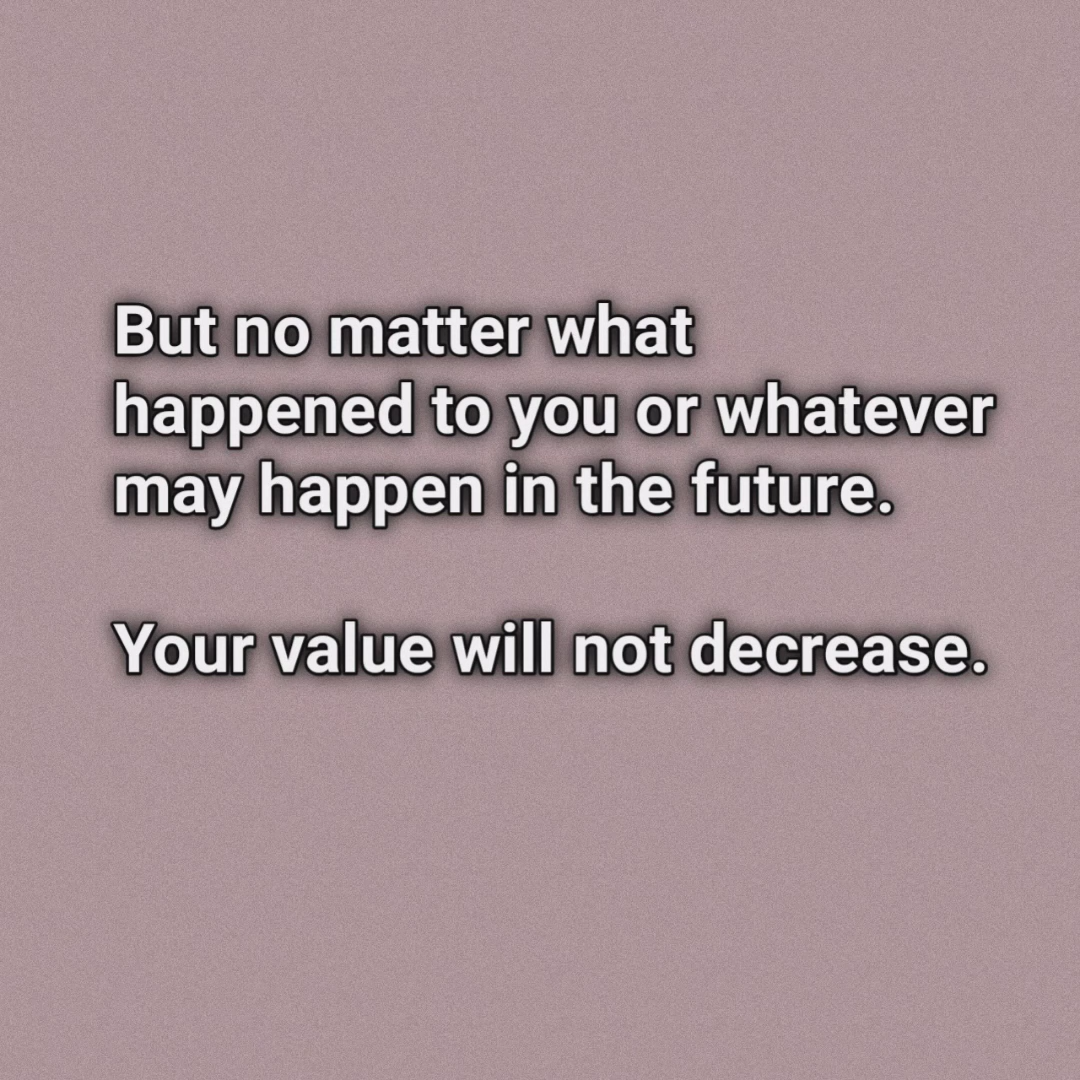 But no matter what
happened to you or whatever
may happen in the future.
Your value will not decrease.